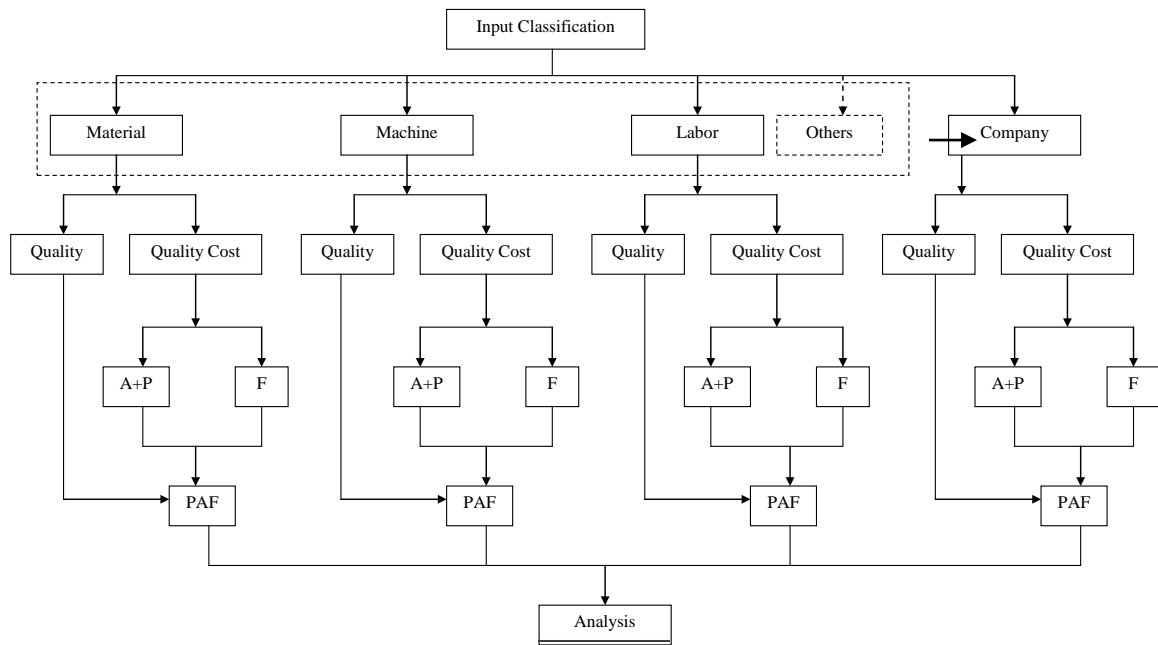 Input Classification
Material
Machine
Labor
Others
Company
Quality
Quality Cost
Quality
Quality Cost
Quality
Quality Cost
Quality
Quality Cost
A+P
F
A+P
F
A+P
F
A+P
F
PAF
PAF
PAF
PAF
Analysis